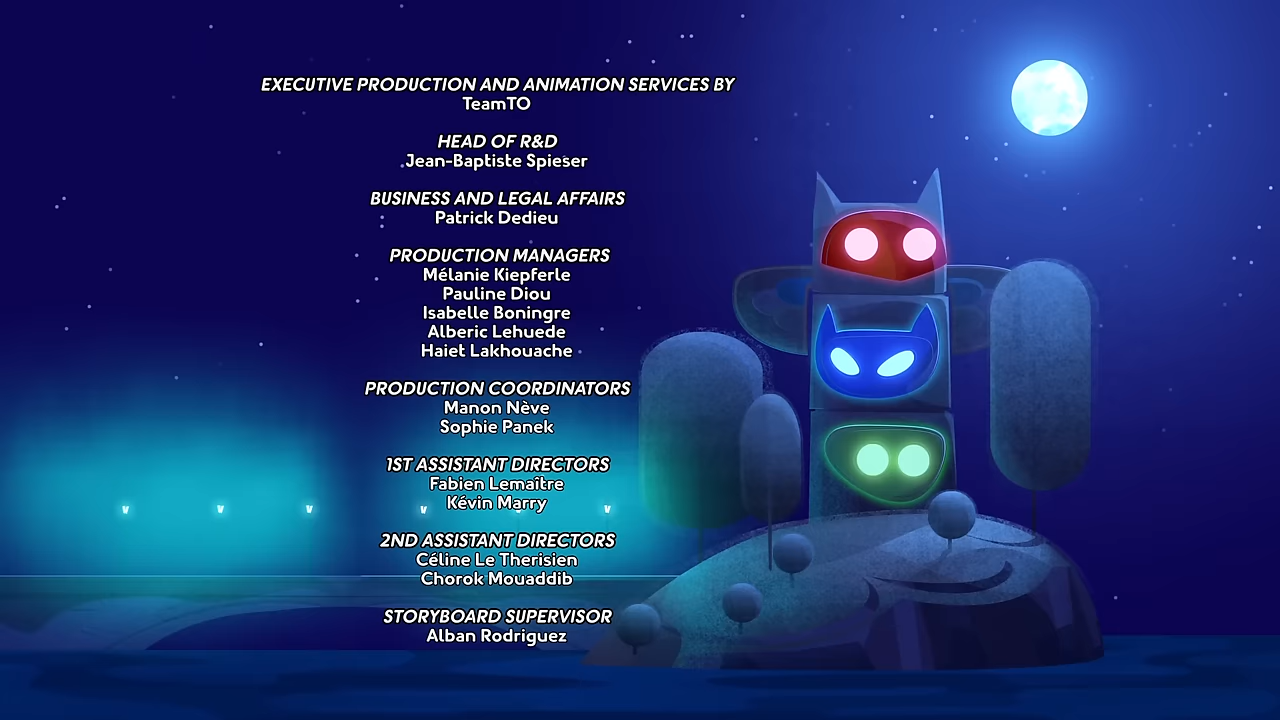 EXECUTIVE PRODUCTION AND ANIMATION SERVICES BY
TeamTO
HEAD OF R&D
Jean-Baptiste Spieser
BUSINESS AND LEGAL AFFAIRS
Patrick Dedieu
PRODUCTION MANAGERS
Mélanie Kiepferle
Pauline Diou
Isabelle Boningre
Alberic Lehuede
Haiet Lakhouache
PRODUCTION COORDINATORS
Manon Nève
Sophie Panek
1ST ASSISTANT DIRECTORS
Fabien Lemaître
Kévin Marry
2ND ASSISTANT DIRECTORS
Céline Le Therisien
Chorok Mouaddib
STORYBOARD SUPERVISOR
Alban Rodriguez